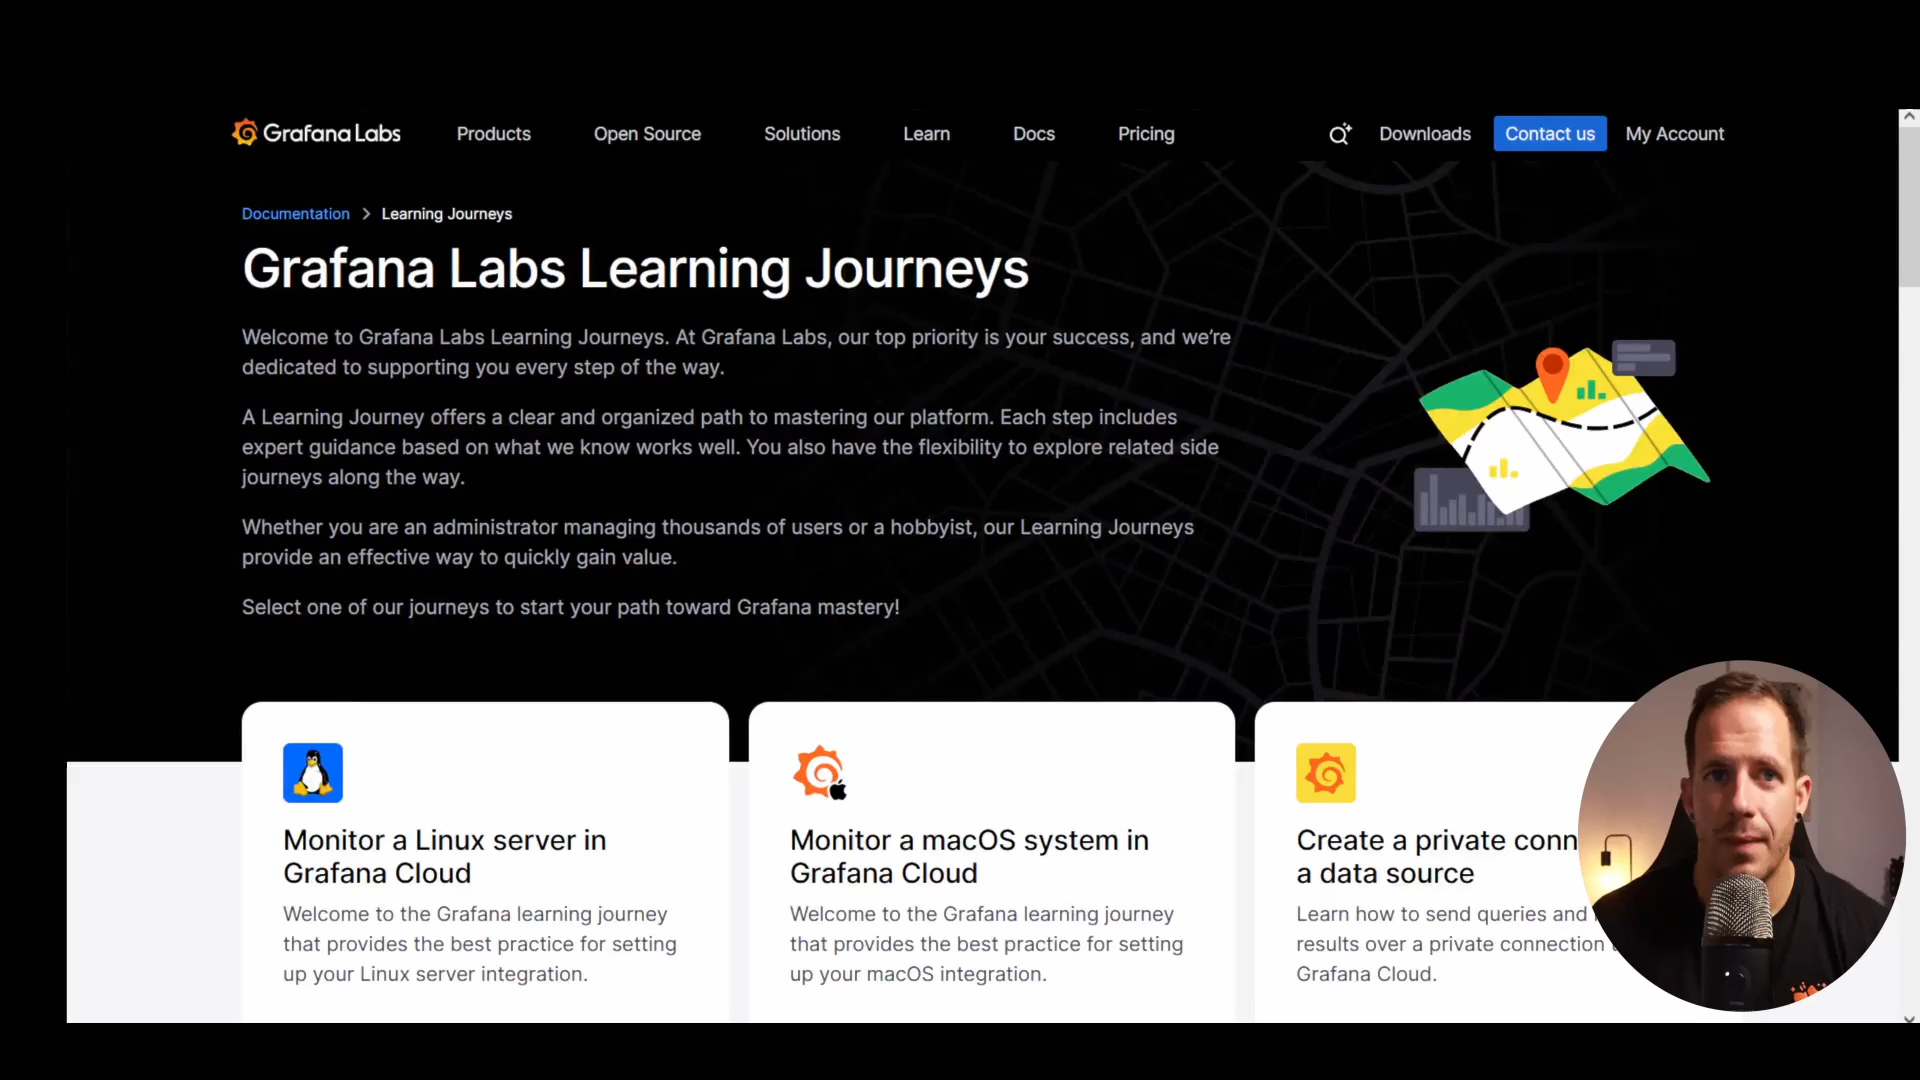 Grafana Labs
Products
Open Source
Solutions
Learn
Docs
Pricing
Downloads
Contact us
My Account
Documentation > Learning Journeys
Grafana Labs Learning Journeys
Welcome to Grafana Labs Learning Journeys. At Grafana Labs, our top priority is your success, and we’re
dedicated to supporting you every step of the way.
A Learning Journey offers a clear and organized path to mastering our platform. Each step includes
expert guidance based on what we know works well. You also have the flexibility to explore related side
journeys along the way.
Whether you are an administrator managing thousands of users or a hobbyist, our Learning Journeys
provide an effective way to quickly gain value.
Select one of our journeys to start your path toward Grafana mastery!
Monitor a Linux server in
Grafana Cloud
Welcome to the Grafana learning journey
that provides the best practice for setting
up your Linux server integration.
Monitor a macOS system in
Grafana Cloud
Welcome to the Grafana learning journey
that provides the best practice for setting
up your macOS integration.
Create a private conn
a data source
Learn how to send queries and
results over a private connection
Grafana Cloud.